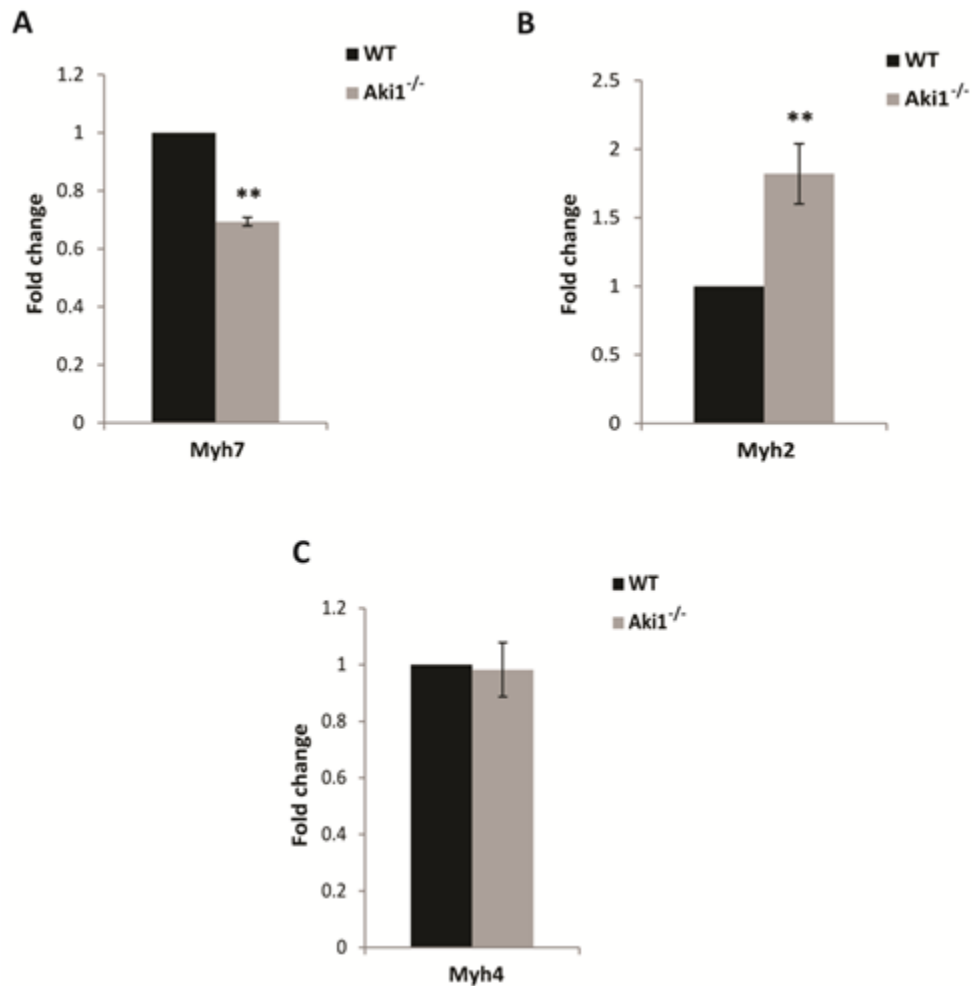 A
WT
Aki1-/-
1.2
1
0.8
0.6
0.4
0.2
0
Fold change
**
Myh7
B
WT
Aki1-/-
2.5
2
1.5
1
0.5
0
Fold change
**
Myh2
C
WT
Aki1-/-
1.2
1
0.8
0.6
0.4
0.2
0
Fold change
Myh4